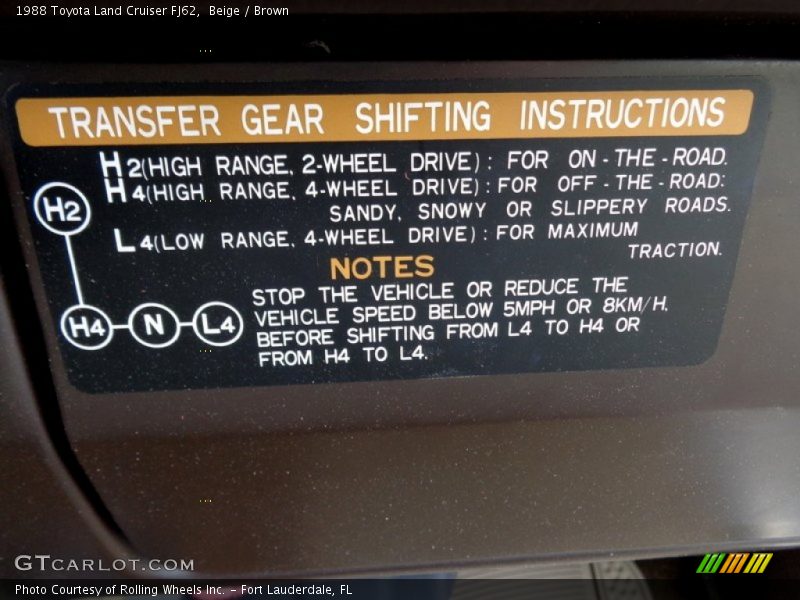 1988 Toyota Land Cruiser FJ62, Beige / Brown
TRANSFER GEAR SHIFTING INSTRUCTIONS
H2(HIGH RANGE, 2-WHEEL DRIVE) : FOR ON - THE - ROAD.
H4(HIGH RANGE, 4-WHEEL DRIVE) : FOR OFF - THE - ROAD:
SANDY, SNOWY OR SLIPPERY ROADS.
L4(LOW RANGE, 4-WHEEL DRIVE) : FOR MAXIMUM
TRACTION.
H2
H4 N L4
NOTES
STOP THE VEHICLE OR REDUCE THE
VEHICLE SPEED BELOW 5MPH OR 8KM/H,
BEFORE SHIFTING FROM L4 TO H4 OR
FROM H4 TO L4.
GTCARLOT.COM
Photo Courtesy of Rolling Wheels Inc. – Fort Lauderdale, FL